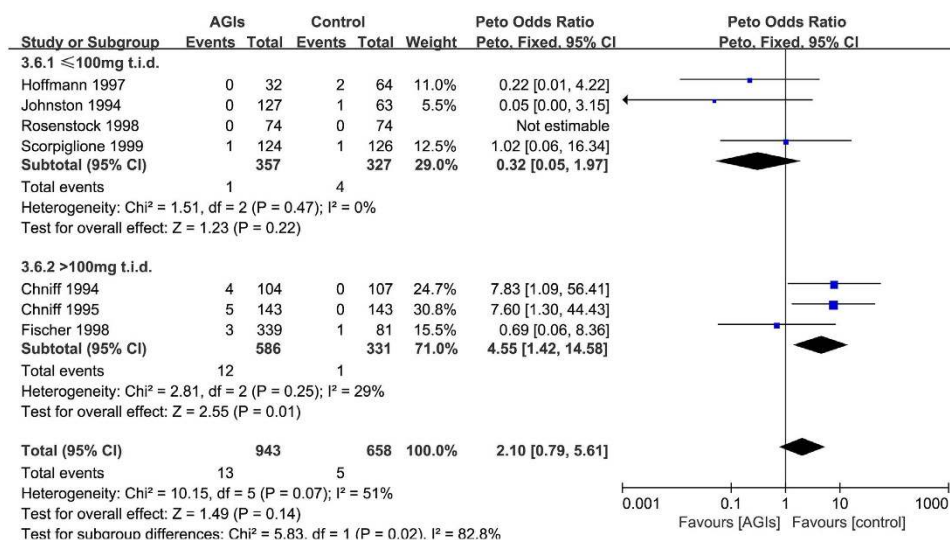 AGIs Control Peto Odds Ratio Peto Odds Ratio
Study or Subgroup Events Total Events Total Weight Peto, Fixed, 95% CI Peto, Fixed, 95% CI
3.6.1 ≤100mg t.i.d.
Hoffmann 1997 0 32 2 64 11.0% 0.22 [0.01, 4.22]
Johnston 1994 0 127 1 63 5.5% 0.05 [0.00, 3.15]
Rosenstock 1998 0 74 0 74 Not estimable
Scorpiglione 1999 1 124 1 126 12.5% 1.02 [0.06, 16.34]
Subtotal (95% CI) 357 327 29.0% 0.32 [0.05, 1.97]
Total events 1 4
Heterogeneity: Chi² = 1.51, df = 2 (P = 0.47); I² = 0%
Test for overall effect: Z = 1.23 (P = 0.22)
3.6.2 >100mg t.i.d.
Chniff 1994 4 104 0 107 24.7% 7.83 [1.09, 56.41]
Chniff 1995 5 143 0 143 30.8% 7.60 [1.30, 44.43]
Fischer 1998 3 339 1 81 15.5% 0.69 [0.06, 8.36]
Subtotal (95% CI) 586 331 71.0% 4.55 [1.42, 14.58]
Total events 12 1
Heterogeneity: Chi² = 2.81, df = 2 (P = 0.25); I² = 29%
Test for overall effect: Z = 2.55 (P = 0.01)
Total (95% CI) 943 658 100.0% 2.10 [0.79, 5.61]
Total events 13 5
Heterogeneity: Chi² = 10.15, df = 5 (P = 0.07); I² = 51%
Test for overall effect: Z = 1.49 (P = 0.14)
Test for subgroup differences: Chi² = 5.83, df = 1 (P = 0.02), I² = 82.8%
0.001 0.1 1 10 1000
Favours [AGIs] Favours [control]